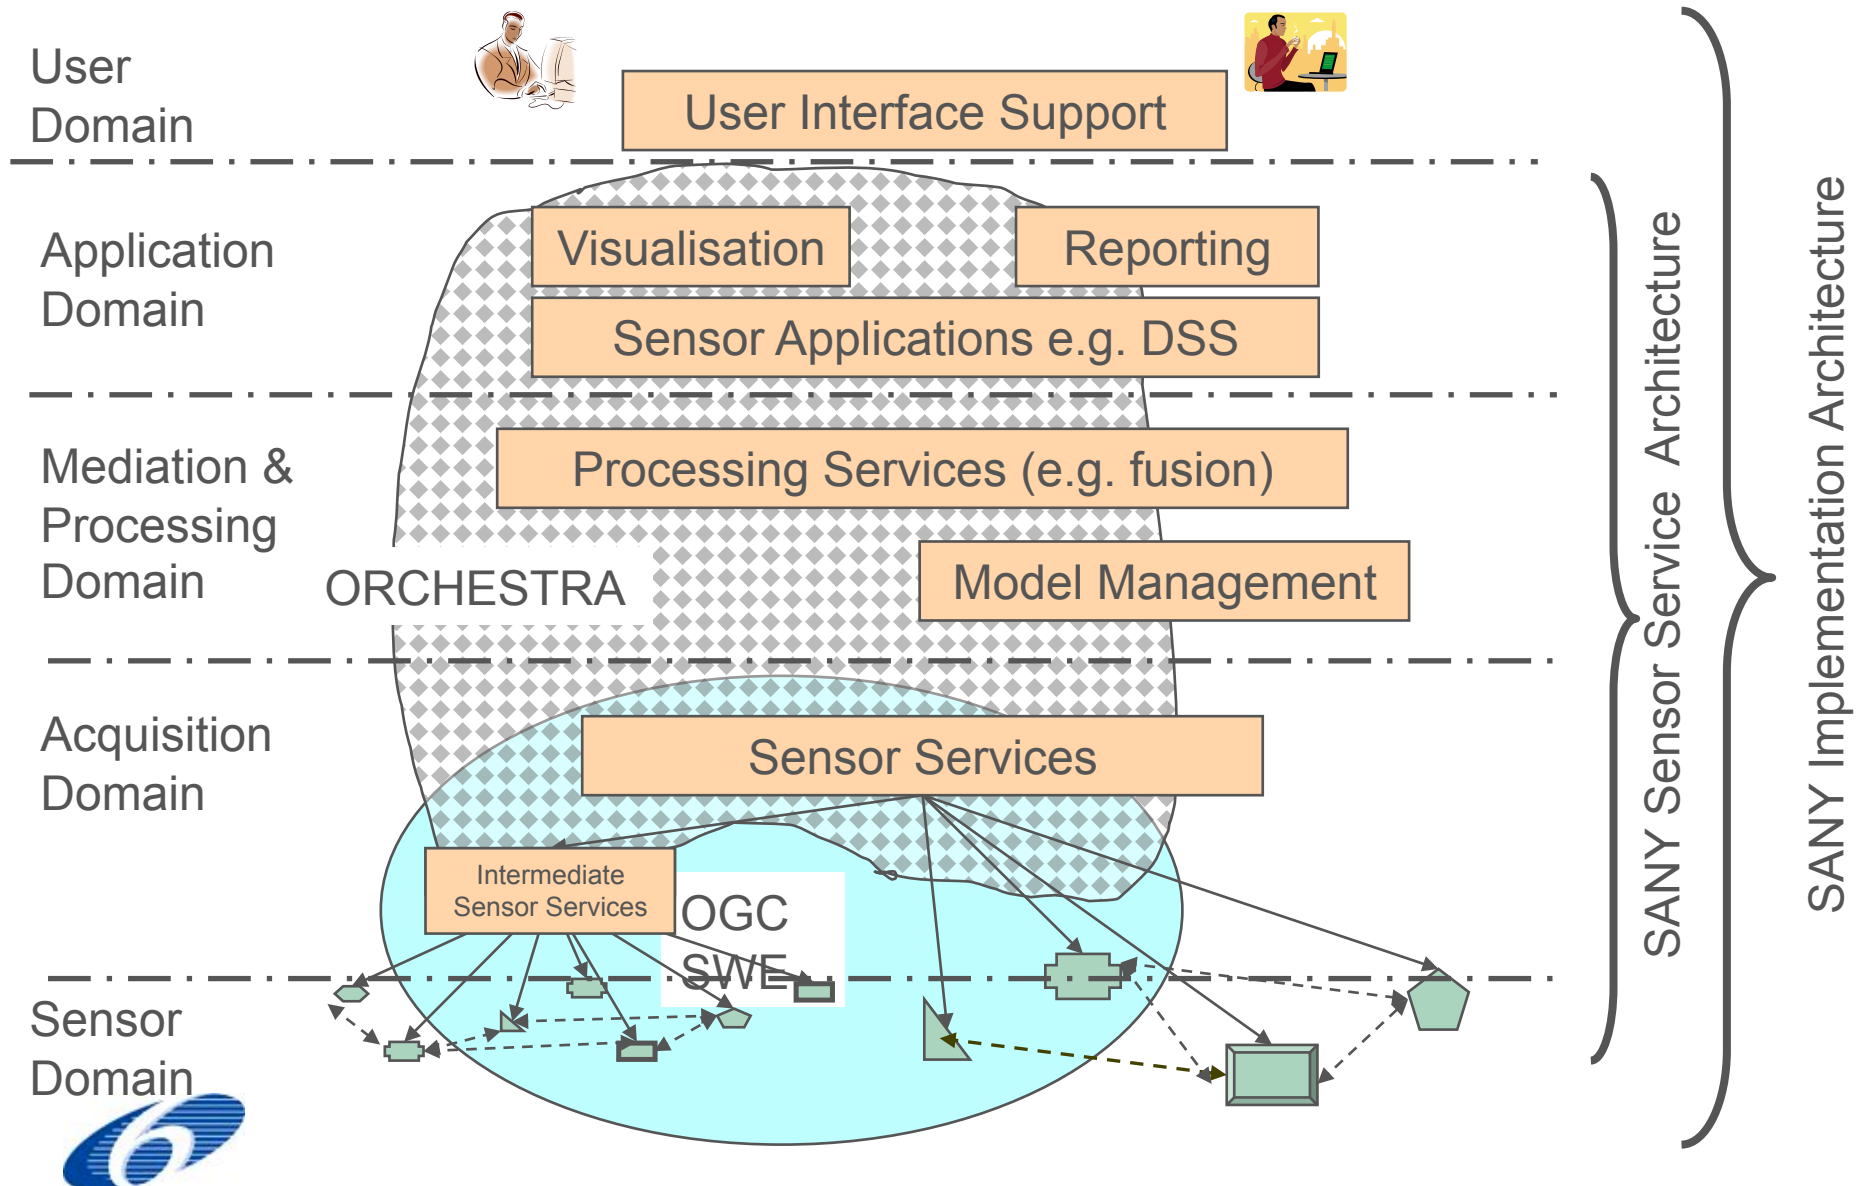 User
Domain
User Interface Support
Application
Domain
Visualisation
Reporting
Sensor Applications e.g. DSS
Mediation &
Processing
Domain
Processing Services (e.g. fusion)
ORCHESTRA
Model Management
Acquisition
Domain
Sensor Services
Intermediate
Sensor Services
OGC
SWE
Sensor
Domain
SANY Sensor Service Architecture
SANY Implementation Architecture